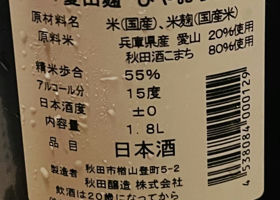 愛山麹 ひやお
原材料名 米(国産)、米麹(国産米)
原料米 兵庫県産 愛山 20%使用
秋田酒こまち 80%使用
精米歩合 55%
アルコール分 15度
日本酒度 ±0
内容量 1.8L
品目 日本酒
製造者 秋田市楢山登町5-2
秋田醸造 株式会社
飲酒は20歳になってから
4538084000129